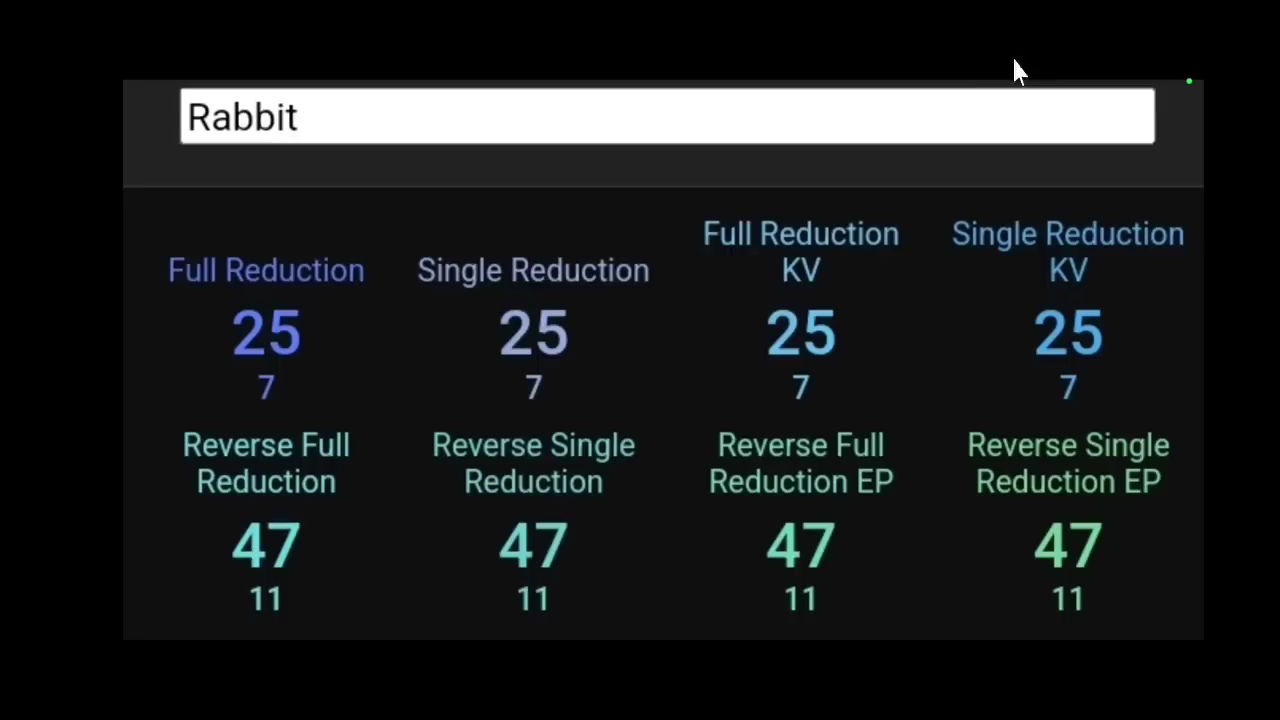 Rabbit
Full Reduction
Single Reduction
Full Reduction
KV
Single Reduction
KV
25
25
25
25
7
7
7
7
Reverse Full
Reduction
Reverse Single
Reduction
Reverse Full
Reduction EP
Reverse Single
Reduction EP
47
47
47
47
11
11
11
11